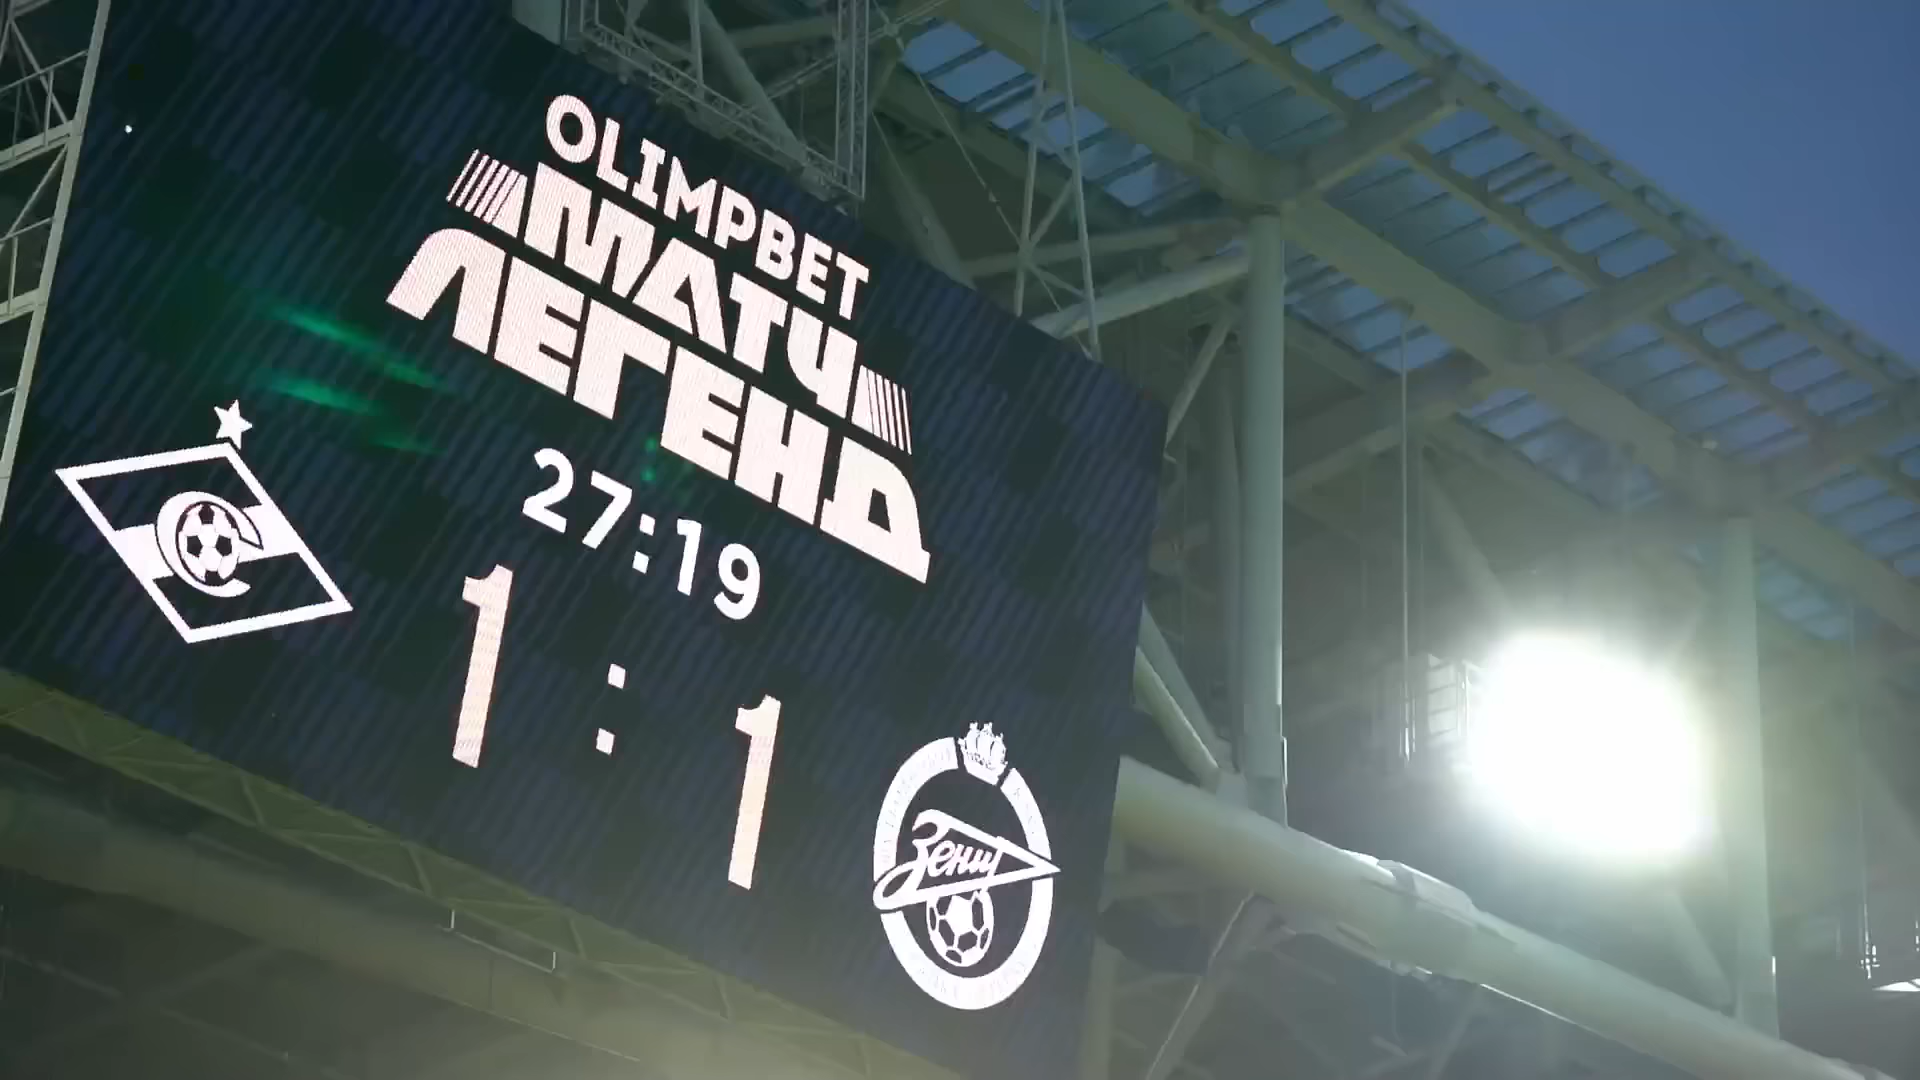 OLIMPBET
МАТЧ
ЛЕГЕНД
27:19
1 : 1
Зенит